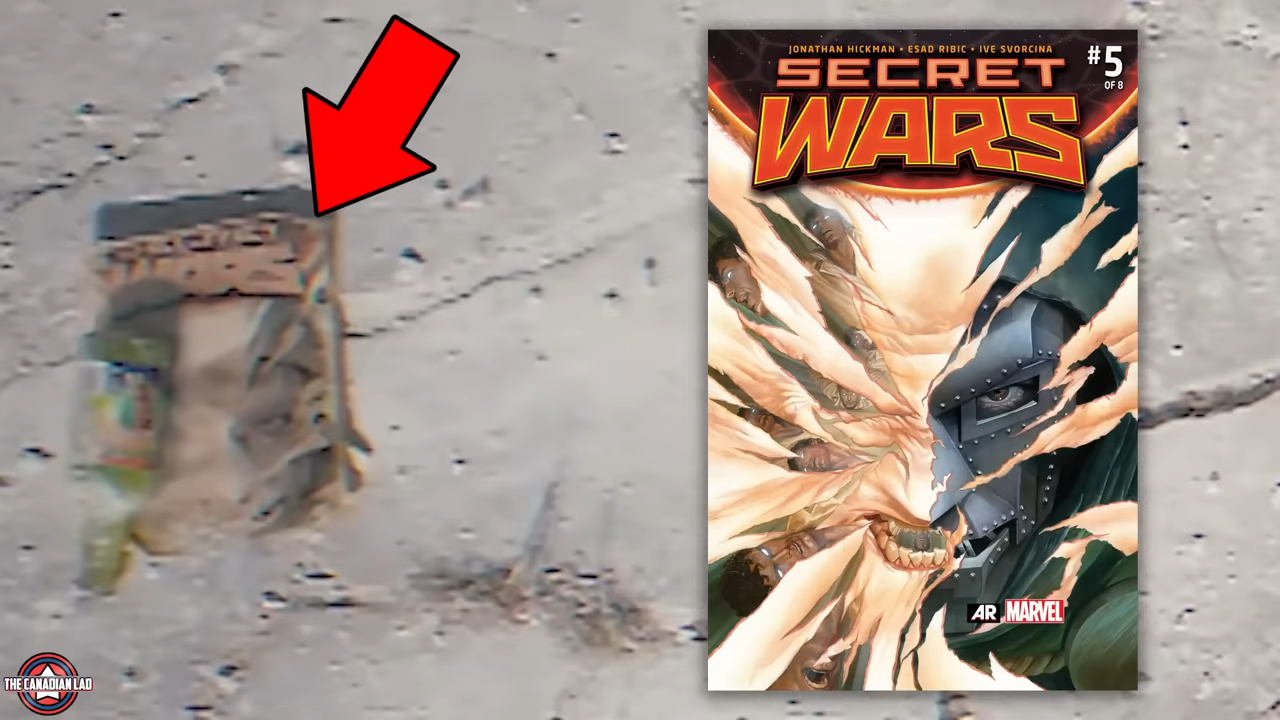 JONATHAN HICKMAN • ESAD RIBIC • IVE SVORCINA
SECRET
WARS
#5
OF 8
AR MARVEL
THE CANADIAN LAD